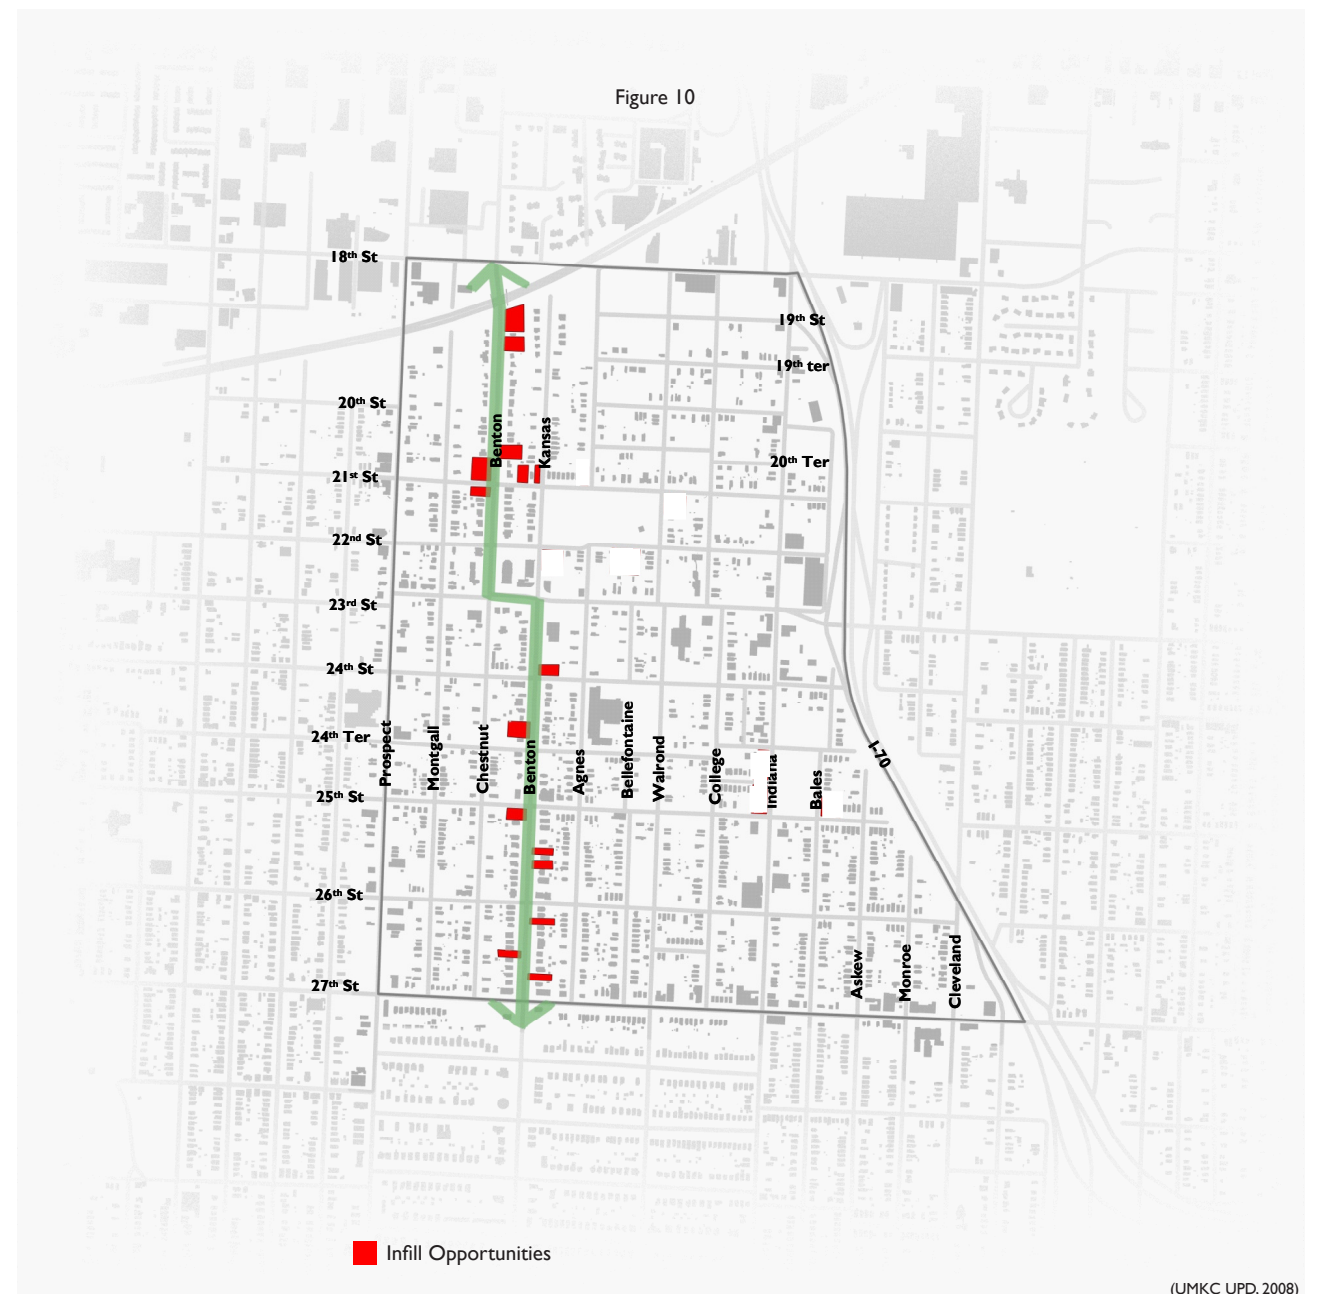 Figure 10
18th St
19th St
19th ter
20th St
Benton
Kansas
20th Ter
21st St
22nd St
23rd St
24th St
24th Ter
Prospect
Montgall
Chestnut
Benton
Agnes
Bellefontaine
Walrond
College
Indiana
Bales
I-70
25th St
26th St
Askew
Monroe
Cleveland
27th St
Infill Opportunities
(UMKC UPD, 2008)